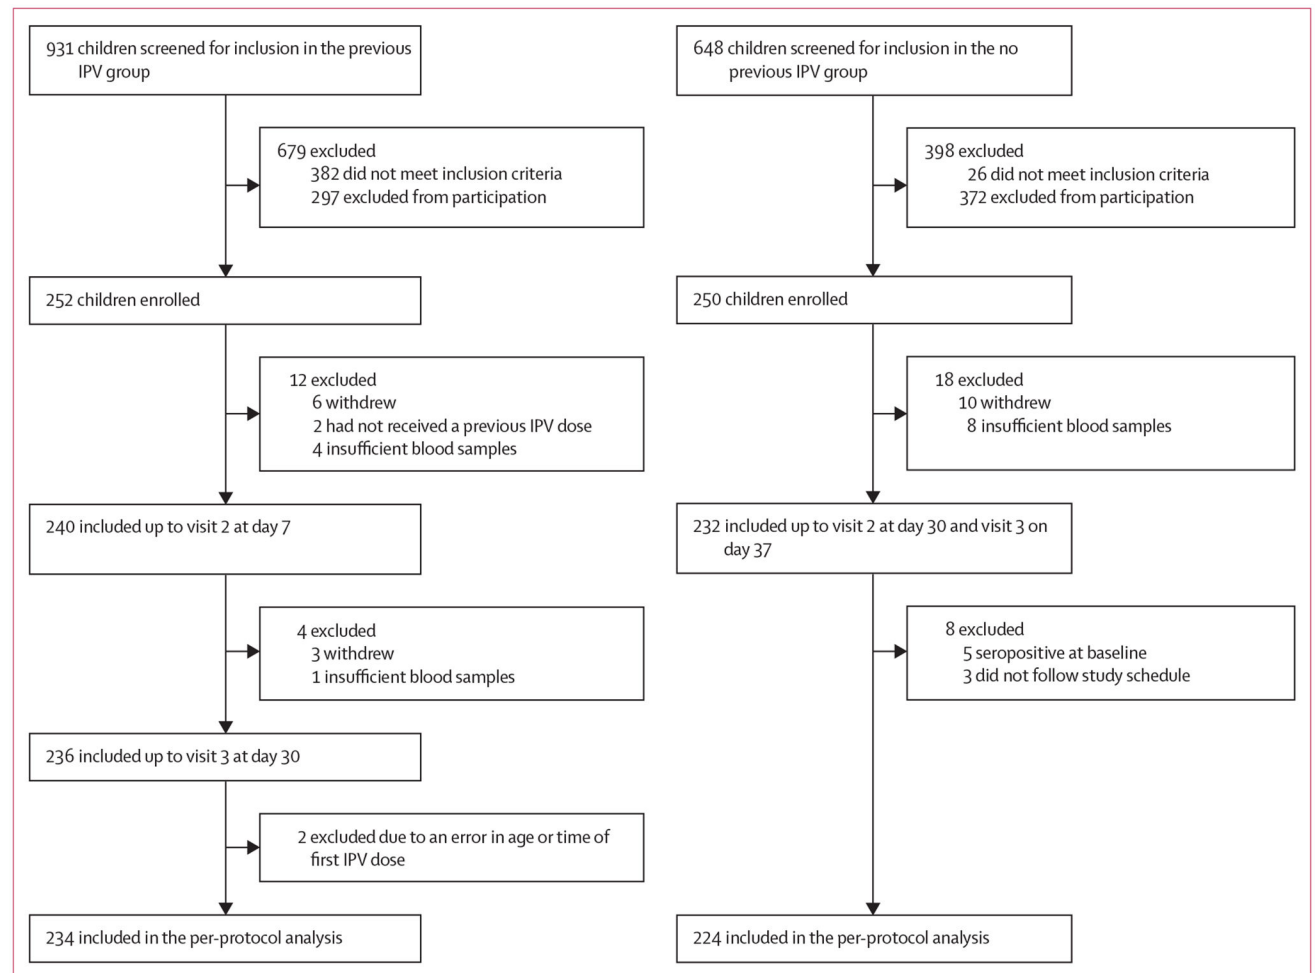 931 children screened for inclusion in the previous
IPV group
679 excluded
382 did not meet inclusion criteria
297 excluded from participation
252 children enrolled
12 excluded
6 withdrew
2 had not received a previous IPV dose
4 insufficient blood samples
240 included up to visit 2 at day 7
4 excluded
3 withdrew
1 insufficient blood samples
236 included up to visit 3 at day 30
2 excluded due to an error in age or time of
first IPV dose
234 included in the per-protocol analysis
648 children screened for inclusion in the no
previous IPV group
398 excluded
26 did not meet inclusion criteria
372 excluded from participation
250 children enrolled
18 excluded
10 withdrew
8 insufficient blood samples
232 included up to visit 2 at day 30 and visit 3 on
day 37
8 excluded
5 seropositive at baseline
3 did not follow study schedule
224 included in the per-protocol analysis